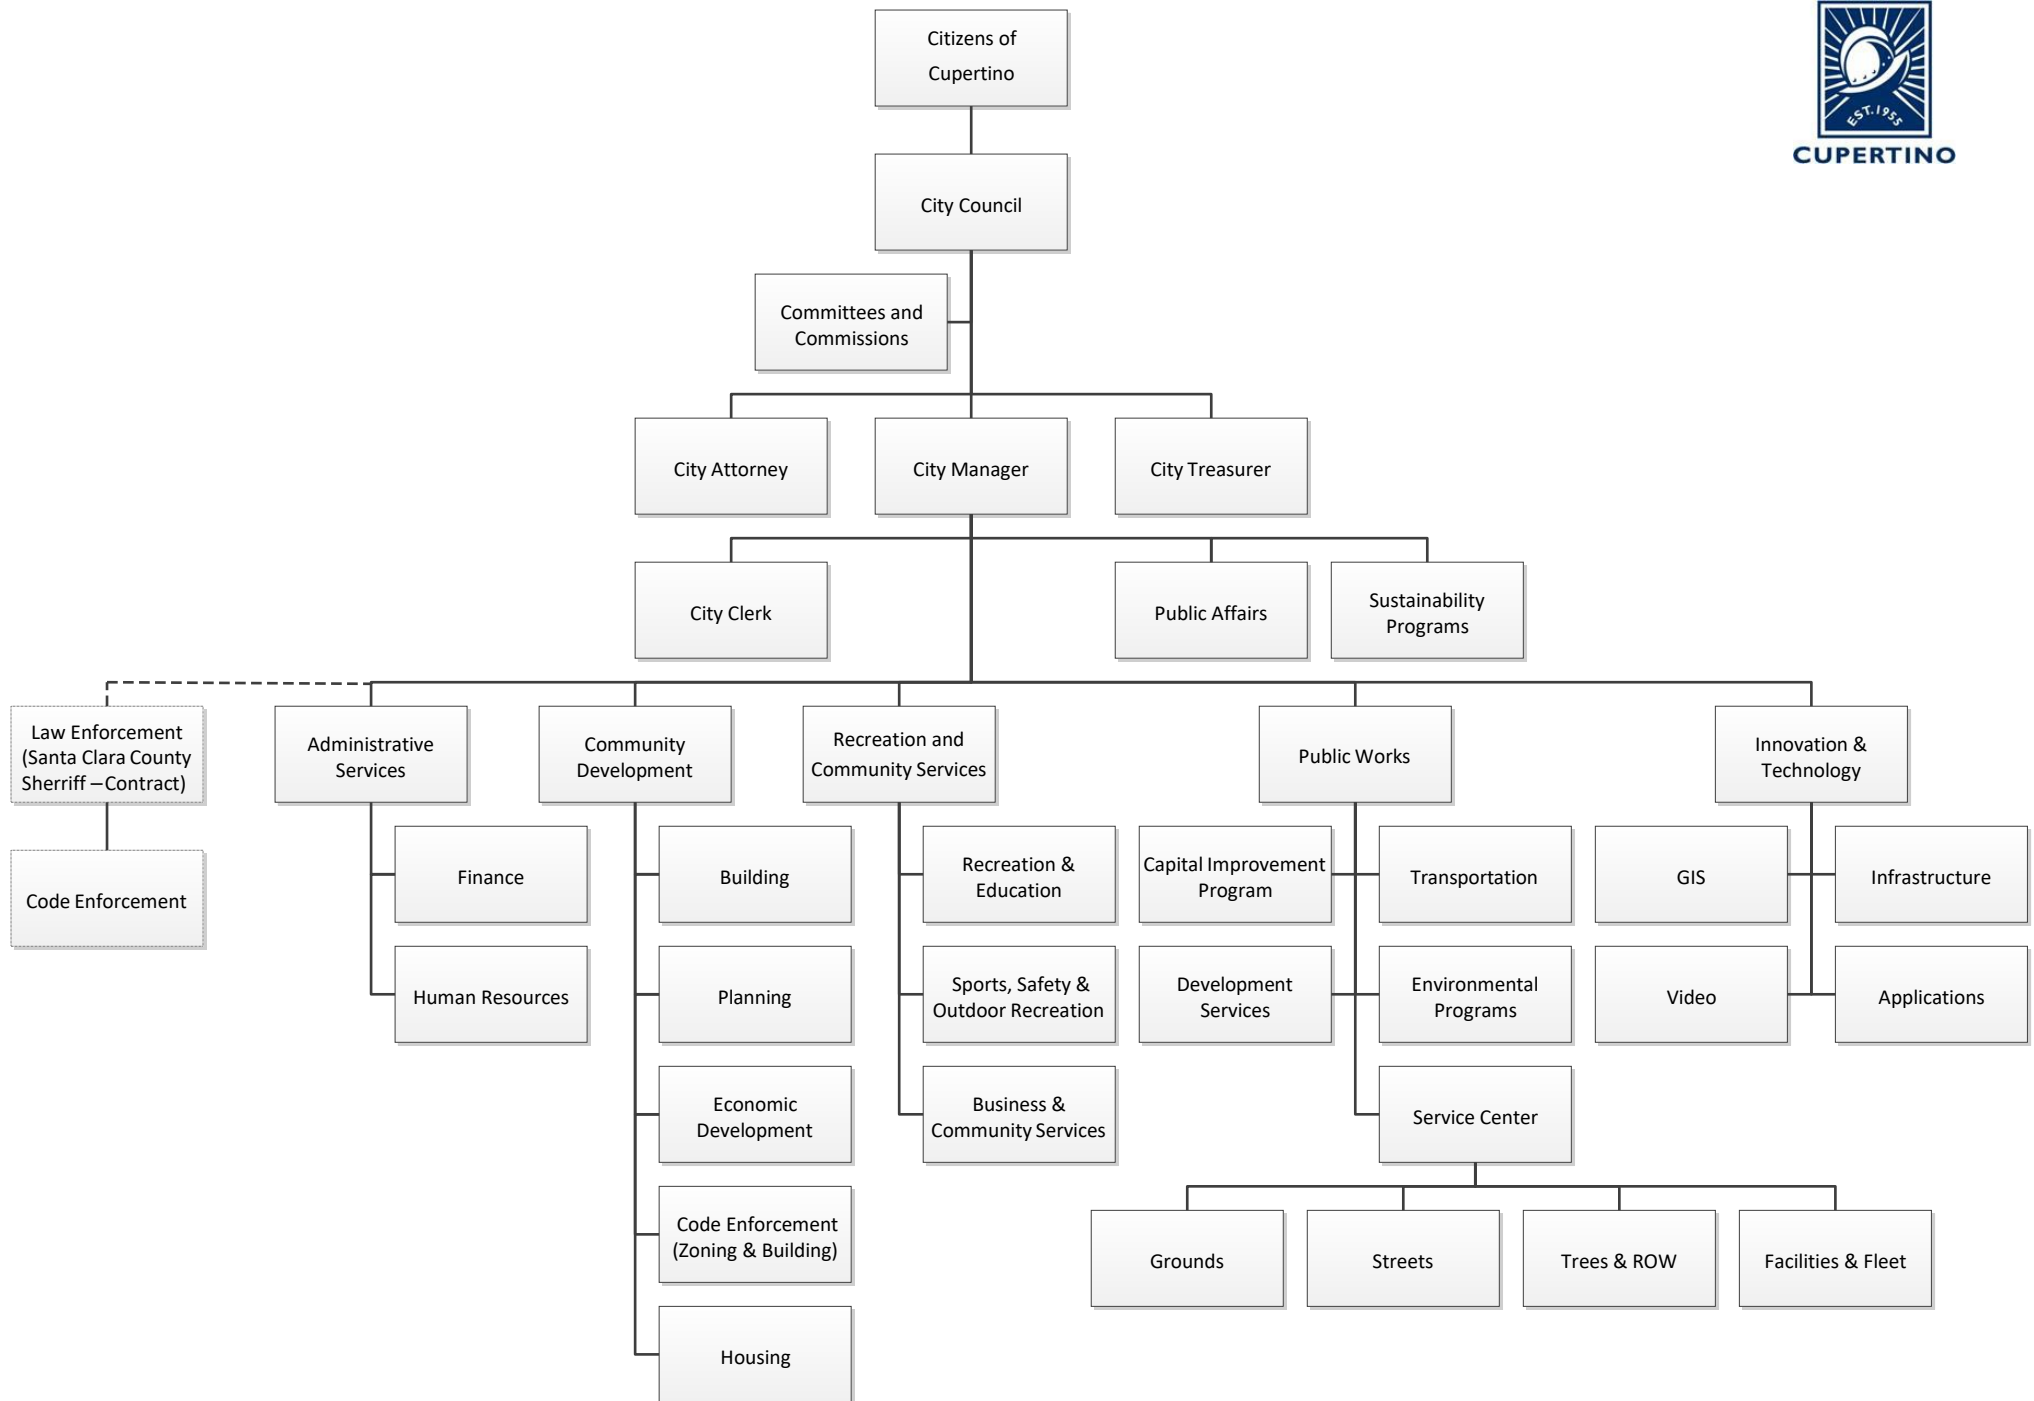 Citizens of
Cupertino
EST. 1955
CUPERTINO
City Council
Committees and
Commissions
City Attorney
City Manager
City Treasurer
City Clerk
Public Affairs
Sustainability
Programs
Law Enforcement
(Santa Clara County
Sherriff – Contract)
Administrative
Services
Community
Development
Recreation and
Community Services
Public Works
Innovation &
Technology
Code Enforcement
Finance
Human Resources
Building
Planning
Economic
Development
Code Enforcement
(Zoning & Building)
Housing
Recreation &
Education
Sports, Safety &
Outdoor Recreation
Business &
Community Services
Capital Improvement
Program
Transportation
Development
Services
Environmental
Programs
Service Center
Grounds
Streets
Trees & ROW
Facilities & Fleet
GIS
Infrastructure
Video
Applications